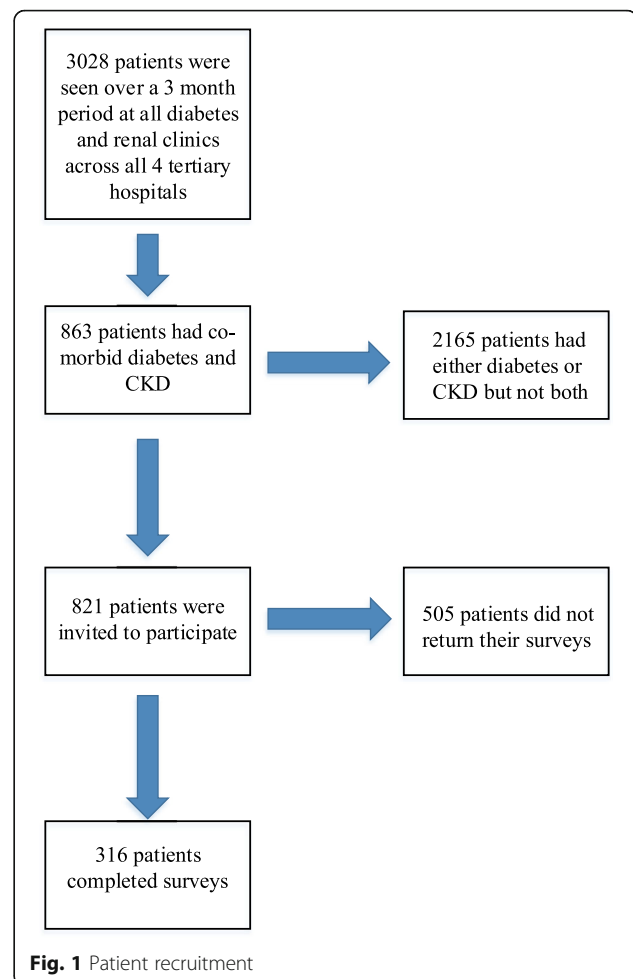 3028 patients were
seen over a 3 month
period at all diabetes
and renal clinics
across all 4 tertiary
hospitals
863 patients had co-
morbid diabetes and
CKD
2165 patients had
either diabetes or
CKD but not both
821 patients were
invited to participate
505 patients did not
return their surveys
316 patients
completed surveys
Fig. 1 Patient recruitment